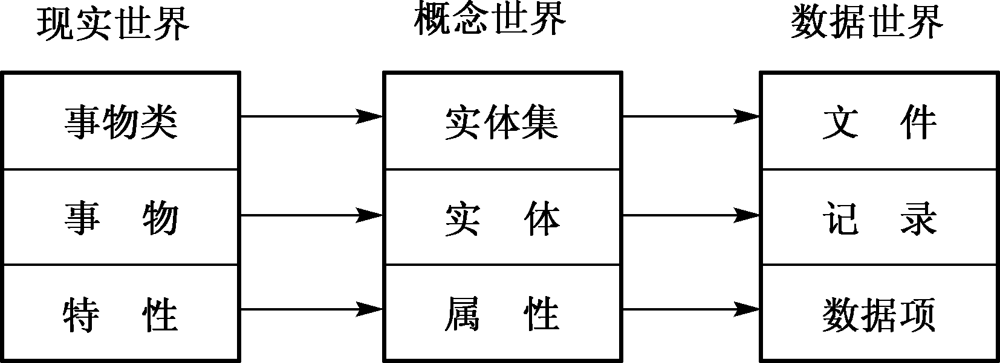 现实世界 概念世界 数据世界
事物类 实体集 文 件
事 物 实 体 记 录
特 性 属 性 数据项